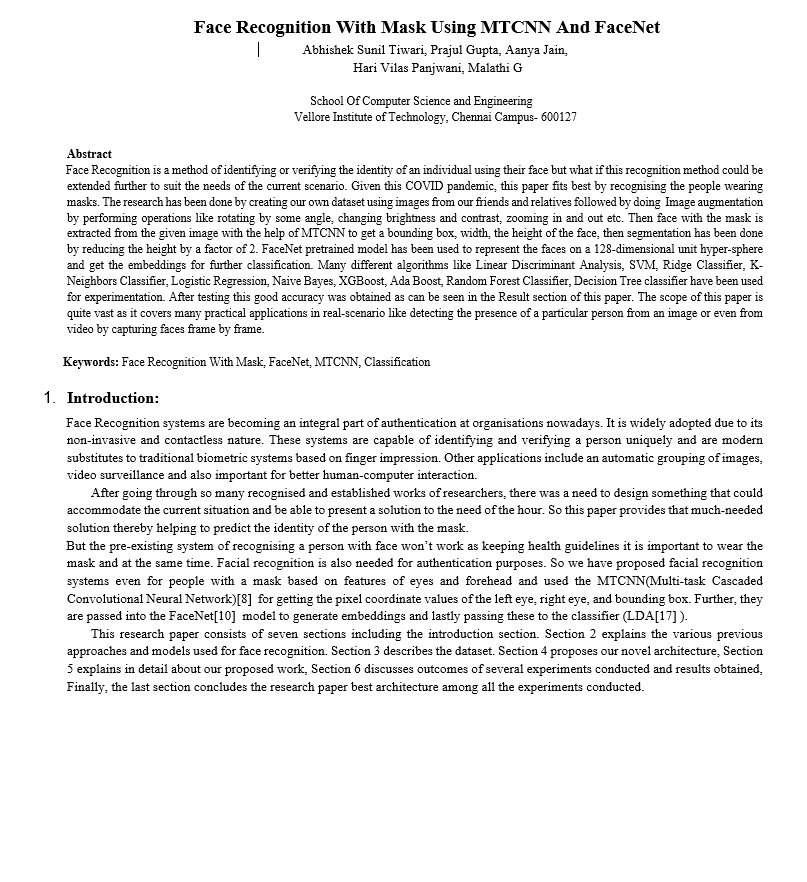 Face Recognition With Mask Using MTCNN And FaceNet
Abhishek Sunil Tiwari, Prajul Gupta, Aanya Jain,
Hari Vilas Panjwani, Malathi G
School Of Computer Science and Engineering
Vellore Institute of Technology, Chennai Campus- 600127
Abstract
Face Recognition is a method of identifying or verifying the identity of an individual using their face but what if this recognition method could be
extended further to suit the needs of the current scenario. Given this COVID pandemic, this paper fits best by recognising the people wearing
masks. The research has been done by creating our own dataset using images from our friends and relatives followed by doing Image augmentation
by performing operations like rotating by some angle, changing brightness and contrast, zooming in and out etc. Then face with the mask is
extracted from the given image with the help of MTCNN to get a bounding box, width, the height of the face, then segmentation has been done
by reducing the height by a factor of 2. FaceNet pretrained model has been used to represent the faces on a 128-dimensional unit hyper-sphere
and get the embeddings for further classification. Many different algorithms like Linear Discriminant Analysis, SVM, Ridge Classifier, K-
Neighbors Classifier, Logistic Regression, Naive Bayes, XGBoost, Ada Boost, Random Forest Classifier, Decision Tree classifier have been used
for experimentation. After testing this good accuracy was obtained as can be seen in the Result section of this paper. The scope of this paper is
quite vast as it covers many practical applications in real-scenario like detecting the presence of a particular person from an image or even from
video by capturing faces frame by frame.
Keywords: Face Recognition With Mask, FaceNet, MTCNN, Classification
1. Introduction:
Face Recognition systems are becoming an integral part of authentication at organisations nowadays. It is widely adopted due to its
non-invasive and contactless nature. These systems are capable of identifying and verifying a person uniquely and are modern
substitutes to traditional biometric systems based on finger impression. Other applications include an automatic grouping of images,
video surveillance and also important for better human-computer interaction.
After going through so many recognised and established works of researchers, there was a need to design something that could
accommodate the current situation and be able to present a solution to the need of the hour. So this paper provides that much-needed
solution thereby helping to predict the identity of the person with the mask.
But the pre-existing system of recognising a person with face won't work as keeping health guidelines it is important to wear the
mask and at the same time. Facial recognition is also needed for authentication purposes. So we have proposed facial recognition
systems even for people with a mask based on features of eyes and forehead and used the MTCNN(Multi-task Cascaded
Convolutional Neural Network)[8] for getting the pixel coordinate values of the left eye, right eye, and bounding box. Further, they
are passed into the FaceNet[10] model to generate embeddings and lastly passing these to the classifier (LDA[17] ).
This research paper consists of seven sections including the introduction section. Section 2 explains the various previous
approaches and models used for face recognition. Section 3 describes the dataset. Section 4 proposes our novel architecture, Section
5 explains in detail about our proposed work, Section 6 discusses outcomes of several experiments conducted and results obtained,
Finally, the last section concludes the research paper best architecture among all the experiments conducted.